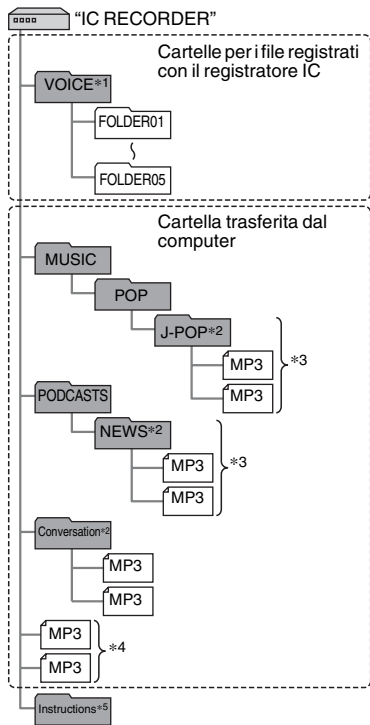 “IC RECORDER”
Cartelle per i file registrati
con il registratore IC
VOICE*1
FOLDER01
FOLDER05
Cartella trasferita dal
computer
MUSIC
POP
J-POP*2
MP3
*3
MP3
PODCASTS
NEWS*2
MP3
*3
MP3
Conversation*2
MP3
MP3
MP3
*4
MP3
Instructions*5